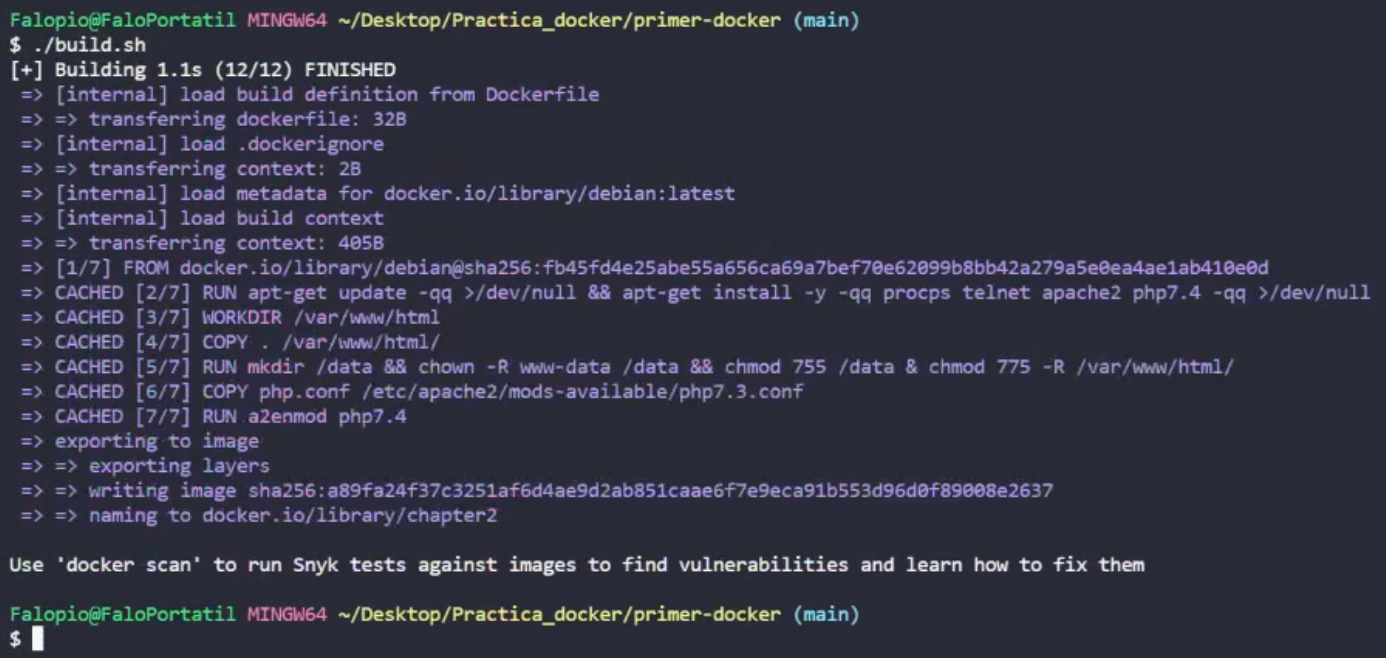 Falopio@FaloPortatil MINGW64 ~/Desktop/Practica_docker/primer-docker (main)
$ ./build.sh
[+] Building 1.1s (12/12) FINISHED
=> [internal] load build definition from Dockerfile
=> => transferring dockerfile: 32B
=> [internal] load .dockerignore
=> => transferring context: 2B
=> [internal] load metadata for docker.io/library/debian:latest
=> [internal] load build context
=> => transferring context: 405B
=> [1/7] FROM docker.io/library/debian@sha256:fb45fd4e25abe55a656ca69a7bef70e62099b8bb42a279a5e0ea4ae1ab410e0d
=> CACHED [2/7] RUN apt-get update -qq >/dev/null && apt-get install -y -qq procps telnet apache2 php7.4 -qq >/dev/null
=> CACHED [3/7] WORKDIR /var/www/html
=> CACHED [4/7] COPY . /var/www/html/
=> CACHED [5/7] RUN mkdir /data && chown -R www-data /data && chmod 755 /data & chmod 775 -R /var/www/html/
=> CACHED [6/7] COPY php.conf /etc/apache2/mods-available/php7.3.conf
=> CACHED [7/7] RUN a2enmod php7.4
=> exporting to image
=> => exporting layers
=> => writing image sha256:a89fa24f37c3251af6d4ae9d2ab851caae6f7e9eca91b553d96d0f89008e2637
=> => naming to docker.io/library/chapter2
Use 'docker scan' to run Snyk tests against images to find vulnerabilities and learn how to fix them
Falopio@FaloPortatil MINGW64 ~/Desktop/Practica_docker/primer-docker (main)
$